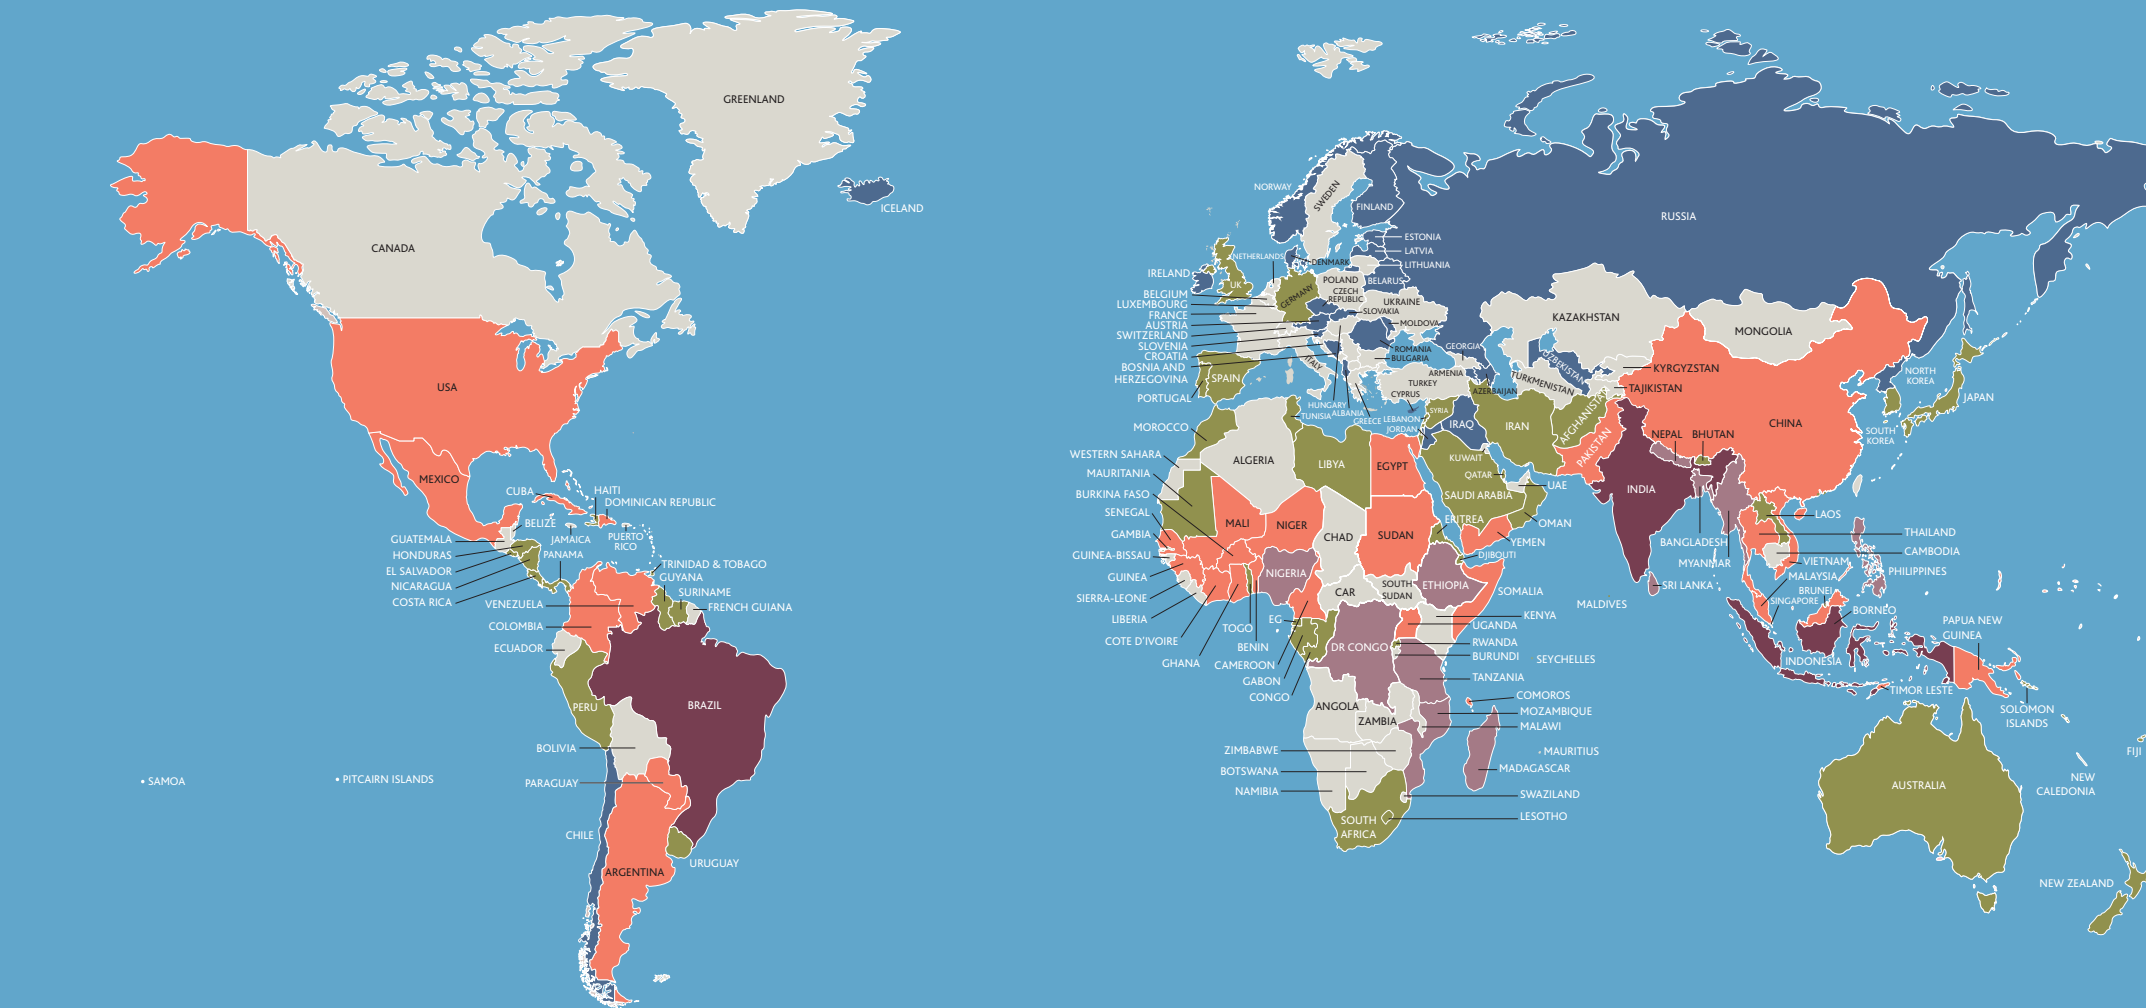 GREENLAND
ICELAND
CANADA
USA
MEXICO
CUBA
HAITI
DOMINICAN REPUBLIC
BELIZE
JAMAICA
PUERTO
RICO
GUATEMALA
HONDURAS
EL SALVADOR
NICARAGUA
COSTA RICA
PANAMA
TRINIDAD & TOBAGO
GUYANA
SURINAME
FRENCH GUIANA
VENEZUELA
COLOMBIA
ECUADOR
PERU
BRAZIL
BOLIVIA
PARAGUAY
CHILE
ARGENTINA
URUGUAY
SAMOA
PITCAIRN ISLANDS
NORWAY
SWEDEN
FINLAND
RUSSIA
ESTONIA
LATVIA
LITHUANIA
NETHERLANDS
DENMARK
IRELAND
UK
BELARUS
POLAND
GERMANY
CZECH
REPUBLIC
UKRAINE
SLOVAKIA
MOLDOVA
BELGIUM
LUXEMBOURG
FRANCE
AUSTRIA
SWITZERLAND
SLOVENIA
CROATIA
BOSNIA AND
HERZEGOVINA
PORTUGAL
SPAIN
ITALY
ROMANIA
BULGARIA
HUNGARY
ALBANIA
GREECE
TURKEY
CYPRUS
GEORGIA
ARMENIA
AZERBAIJAN
LEBANON
JORDAN
SYRIA
IRAQ
IRAN
KUWAIT
QATAR
UAE
SAUDI ARABIA
OMAN
YEMEN
KAZAKHSTAN
UZBEKISTAN
TURKMENISTAN
KYRGYZSTAN
TAJIKISTAN
AFGHANISTAN
PAKISTAN
MONGOLIA
CHINA
NORTH
KOREA
SOUTH
KOREA
JAPAN
NEPAL
BHUTAN
INDIA
BANGLADESH
MYANMAR
SRI LANKA
MALDIVES
LAOS
THAILAND
CAMBODIA
VIETNAM
MALAYSIA
SINGAPORE
BRUNEI
PHILIPPINES
BORNEO
INDONESIA
TIMOR LESTE
PAPUA NEW
GUINEA
SOLOMON
ISLANDS
FIJI
NEW
CALEDONIA
AUSTRALIA
NEW ZEALAND
TUNISIA
MOROCCO
WESTERN SAHARA
MAURITANIA
BURKINA FASO
SENEGAL
GAMBIA
GUINEA-BISSAU
GUINEA
SIERRA-LEONE
LIBERIA
COTE D'IVOIRE
GHANA
TOGO
BENIN
ALGERIA
LIBYA
EGYPT
MALI
NIGER
CHAD
SUDAN
ERITREA
DJIBOUTI
NIGERIA
CAR
SOUTH
SUDAN
ETHIOPIA
SOMALIA
EG
CAMEROON
GABON
CONGO
DR CONGO
KENYA
UGANDA
RWANDA
BURUNDI
SEYCHELLES
TANZANIA
COMOROS
MOZAMBIQUE
MALAWI
MAURITIUS
MADAGASCAR
ANGOLA
ZAMBIA
ZIMBABWE
BOTSWANA
NAMIBIA
SWAZILAND
LESOTHO
SOUTH
AFRICA